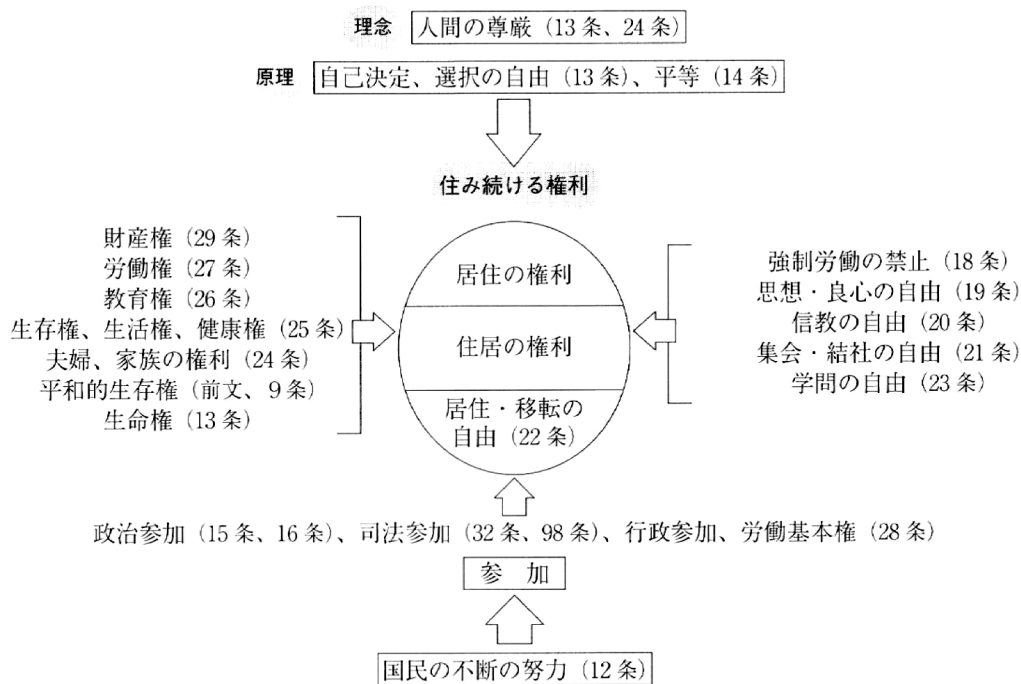 理念 人間の尊厳（13条、24条）
原理 自己決定、選択の自由（13条）、平等（14条）
住み続ける権利
財産権（29条）
労働権（27条）
教育権（26条）
生存権、生活権、健康権（25条）
夫婦、家族の権利（24条）
平和的生存権（前文、9条）
生命権（13条）
居住の権利
住居の権利
居住・移転の
自由（22条）
強制労働の禁止（18条）
思想・良心の自由（19条）
信教の自由（20条）
集会・結社の自由（21条）
学問の自由（23条）
政治参加（15条、16条）、司法参加（32条、98条）、行政参加、労働基本権（28条）
参　加
国民の不断の努力（12条）